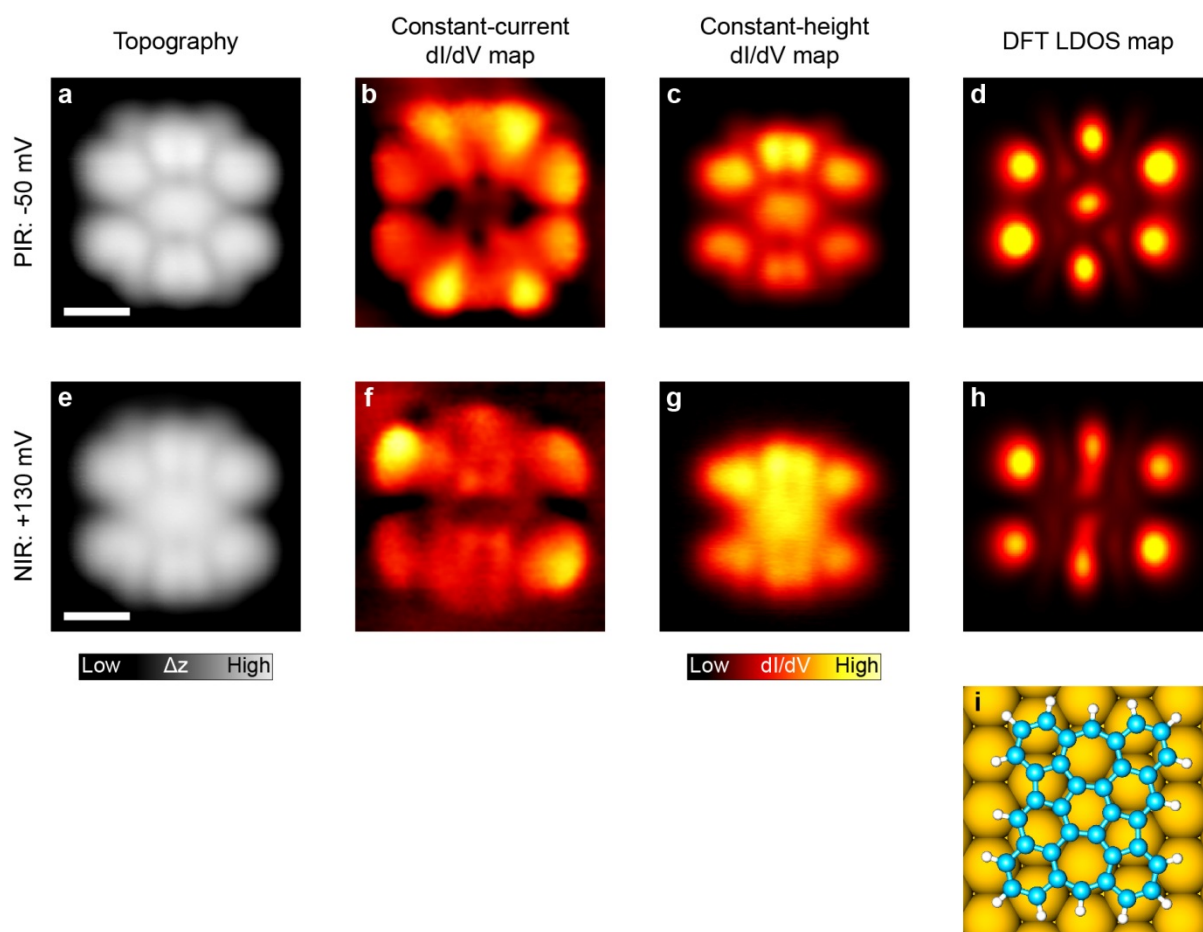 Topography
Constant-current
dI/dV map
Constant-height
dI/dV map
DFT LDOS map
PIR: -50 mV
a
b
c
d
NIR: +130 mV
e
f
g
h
Low Δz High
Low dI/dV High
i